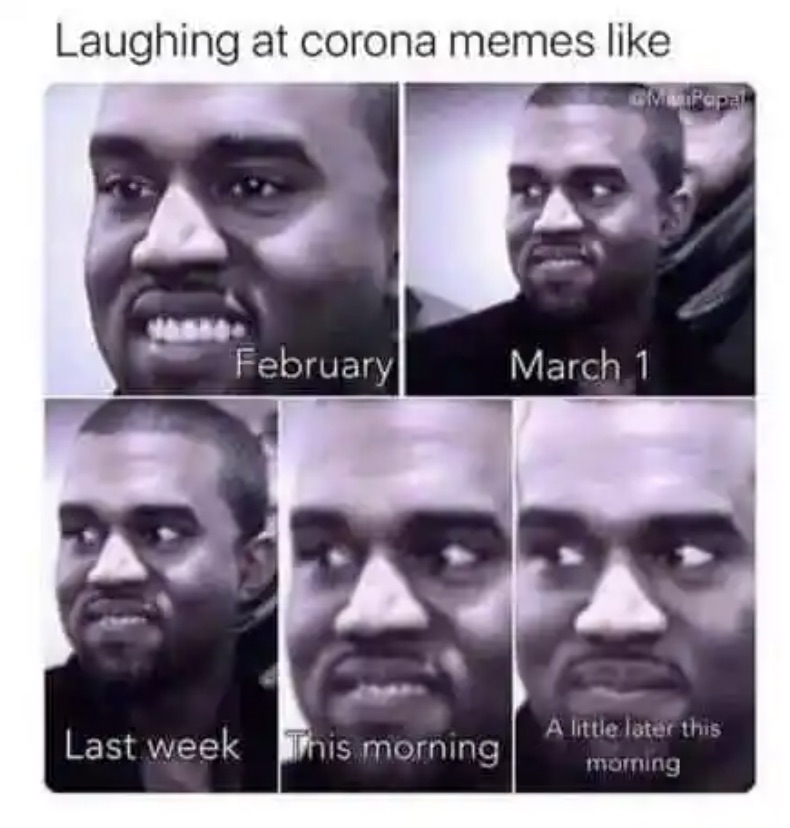 Laughing at corona memes like
February
March 1
Last week
This morning
A little later this
morning